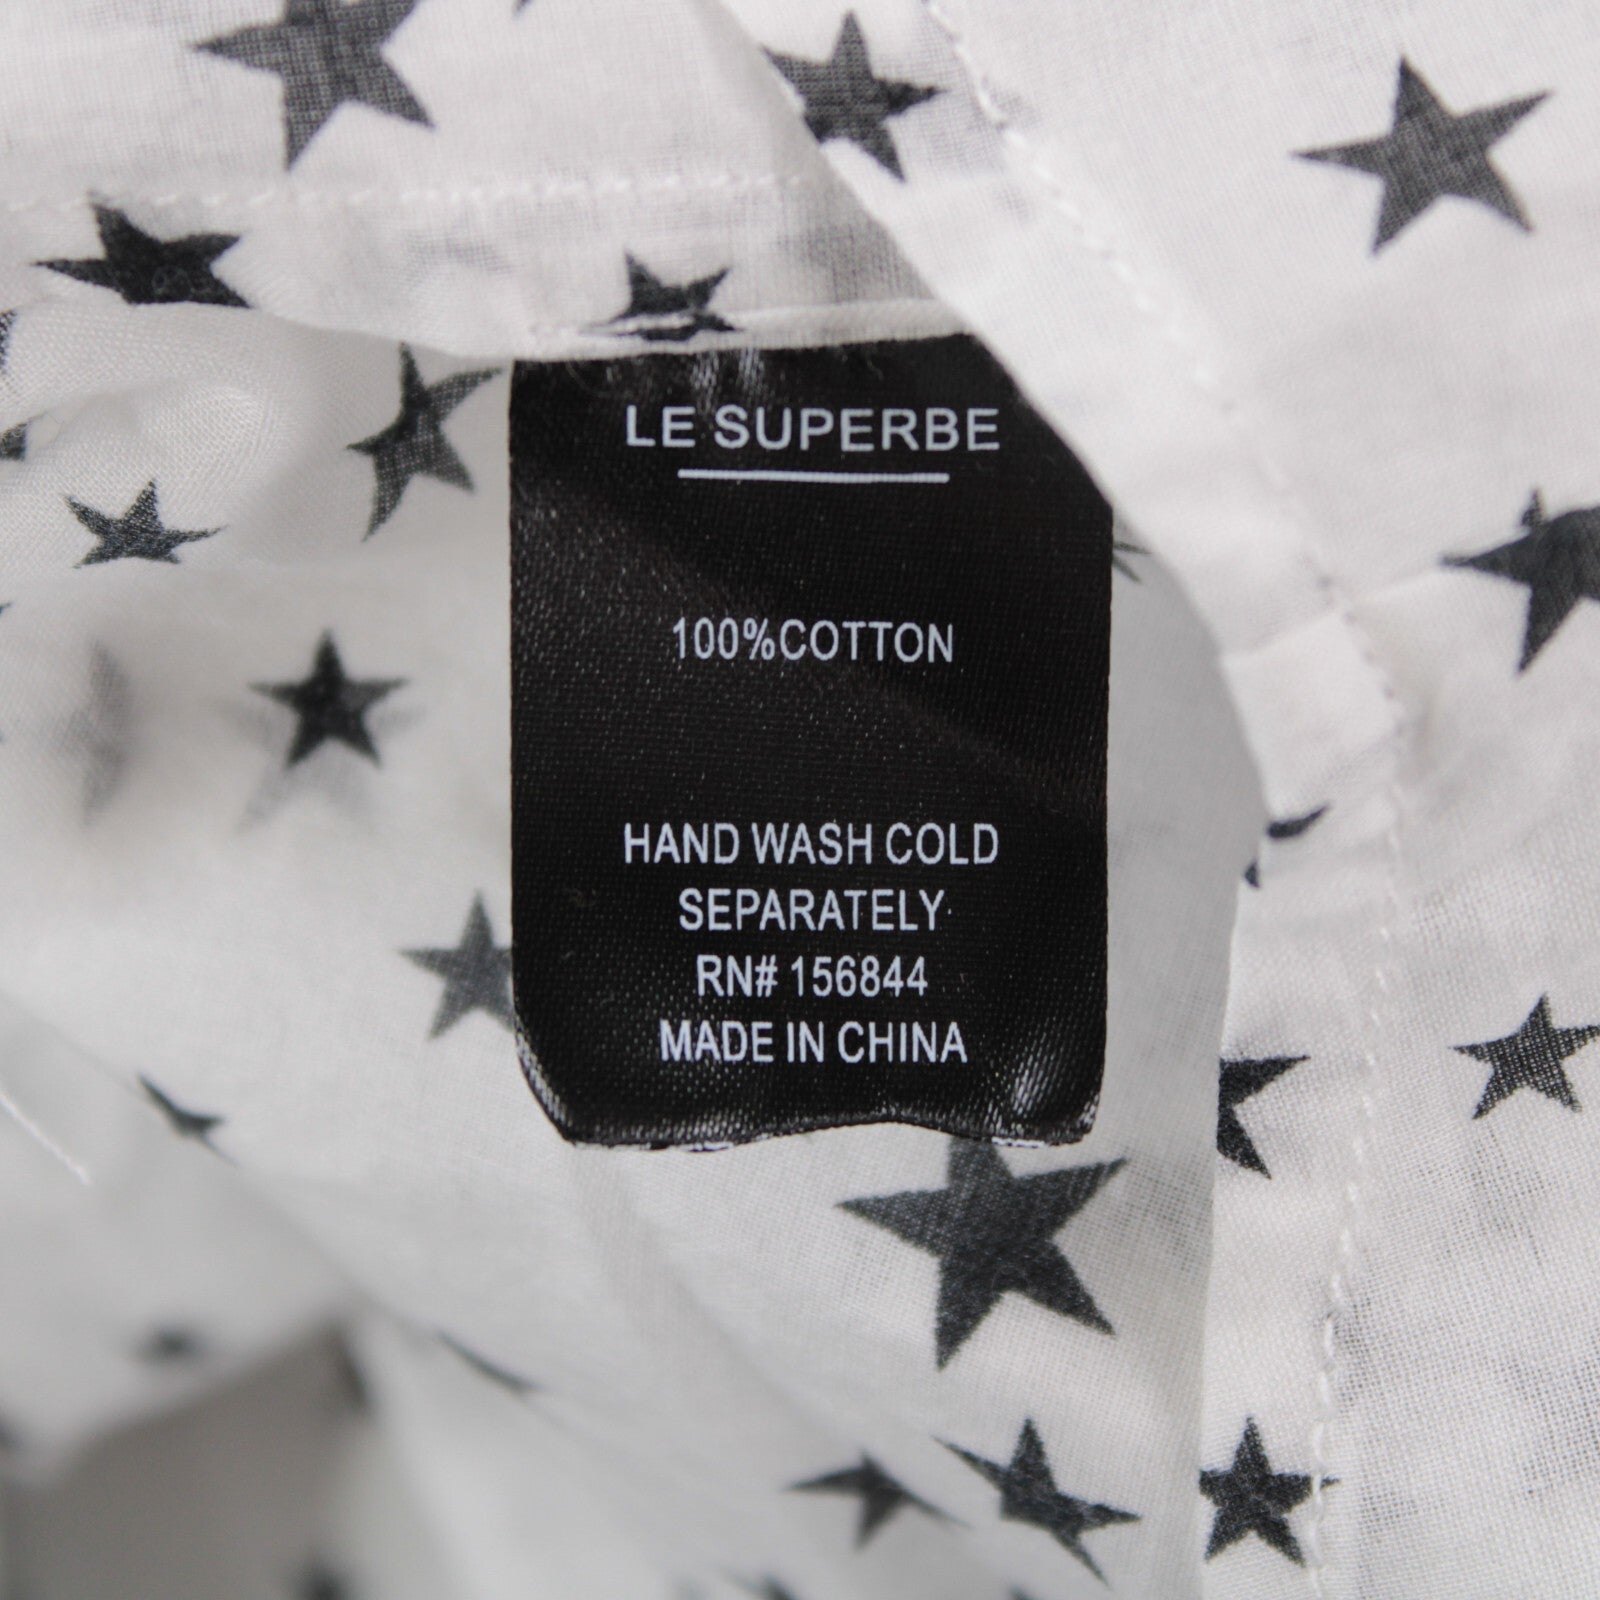 LE SUPERBE
100%COTTON
HAND WASH COLD
SEPARATELY
RN# 156844
MADE IN CHINA